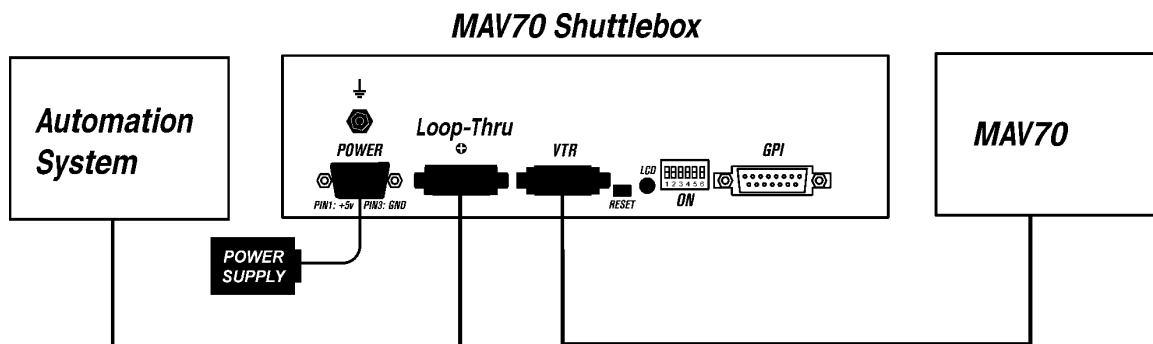 MAV70 Shuttlebox
Automation
System
Loop-Thru
POWER
VTR
LCD
GPI
MAV70
1 2 3 4 5 6
PIN1: +5v PIN3: GND
RESET
ON
POWER
SUPPLY